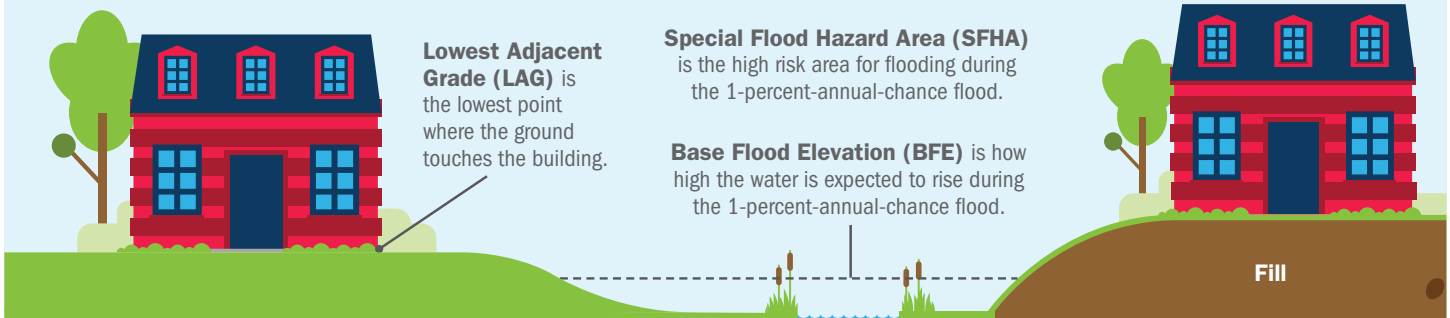 Lowest Adjacent
Grade (LAG) is
the lowest point
where the ground
touches the building.
Special Flood Hazard Area (SFHA)
is the high risk area for flooding during
the 1-percent-annual-chance flood.
Base Flood Elevation (BFE) is how
high the water is expected to rise during
the 1-percent-annual-chance flood.
Fill